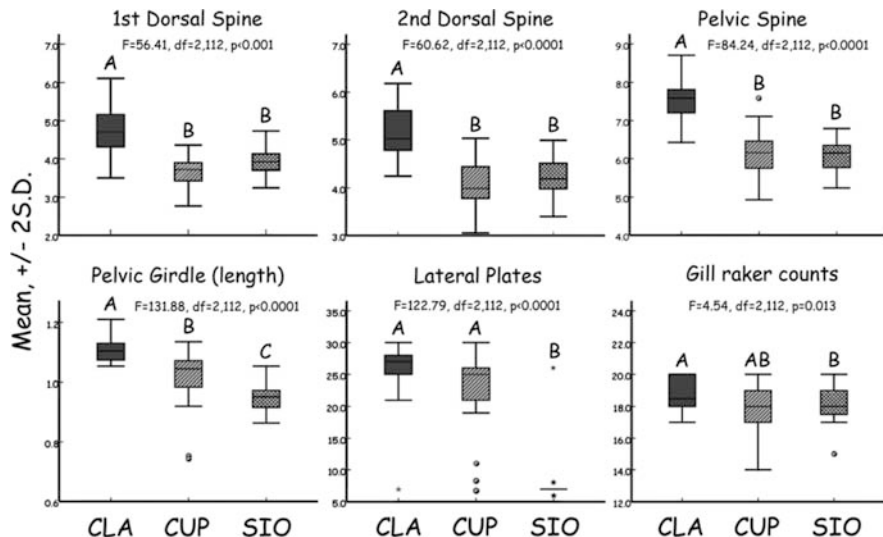 1st Dorsal Spine 2nd Dorsal Spine Pelvic Spine
F=56.41, df=2,112, p<0.001 F=60.62, df=2,112, p<0.0001 F=84.24, df=2,112, p<0.0001
7.0 6.0 5.0 4.0 3.0 2.0
A B B
7.0 6.0 5.0 4.0 3.0
A B B
9.0 8.0 7.0 6.0 5.0 4.0
A B B
Mean, +/- 2S.D.
Pelvic Girdle (length) Lateral Plates Gill raker counts
F=131.88, df=2,112, p<0.0001 F=122.79, df=2,112, p<0.0001 F=4.54, df=2,112, p=0.013
1.2 1.0 0.8 0.6
A B C
35.0 30.0 25.0 20.0 15.0 10.0 5.0
A A B
24.0 22.0 20.0 18.0 16.0 14.0 12.0
A AB B
CLA CUP SIO CLA CUP SIO CLA CUP SIO